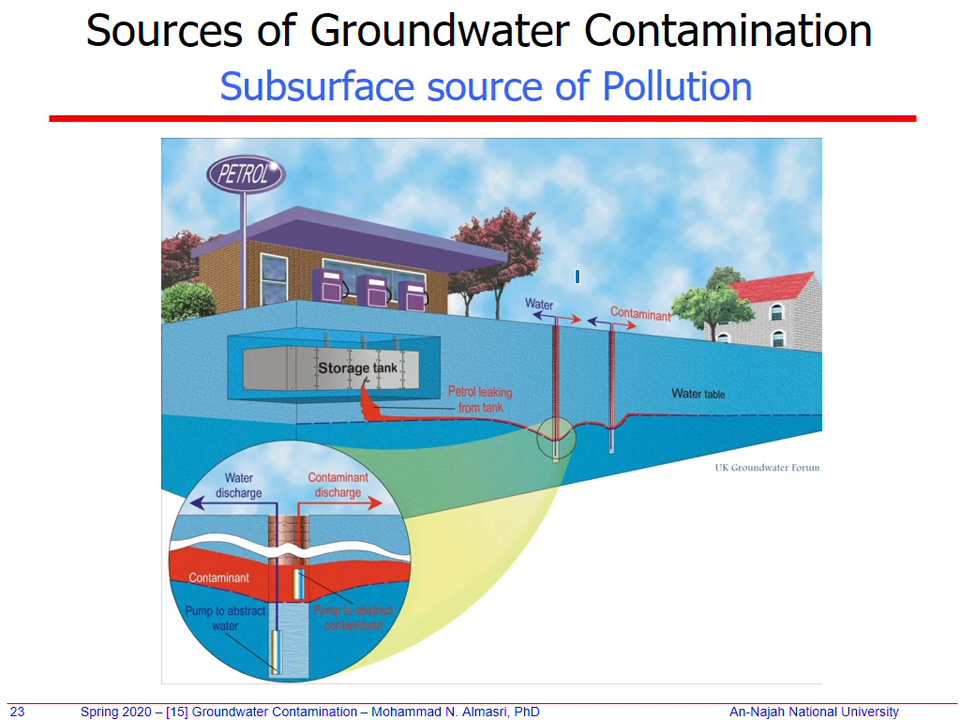 Sources of Groundwater Contamination
Subsurface source of Pollution
PETROL
Water
Contaminant
Storage tank
Petrol leaking
from tank
Water table
UK Groundwater Forum
Water
discharge
Contaminant
discharge
Contaminant
Pump to abstract
water
Pump to abstract
contaminant
23
Spring 2020 – [15] Groundwater Contamination – Mohammad N. Almasri, PhD
An-Najah National University